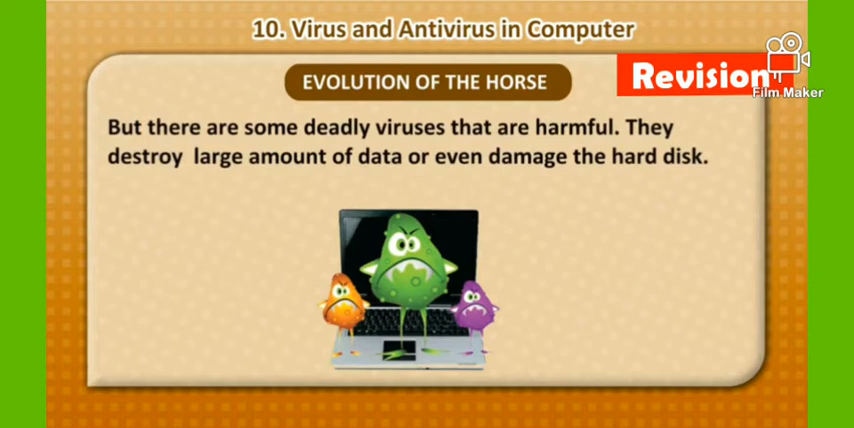 10. Virus and Antivirus in Computer
EVOLUTION OF THE HORSE
Revision
Film Maker
But there are some deadly viruses that are harmful. They
destroy large amount of data or even damage the hard disk.